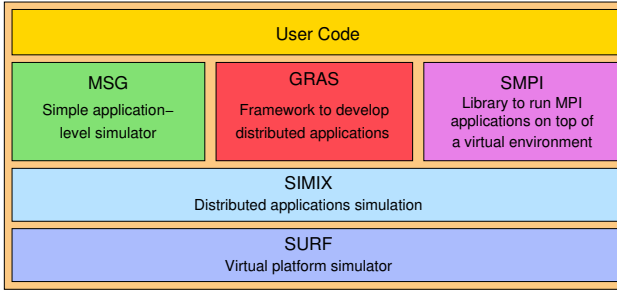 User Code
MSG
Simple application–
level simulator
GRAS
Framework to develop
distributed applications
SMPI
Library to run MPI
applications on top of
a virtual environment
SIMIX
Distributed applications simulation
SURF
Virtual platform simulator